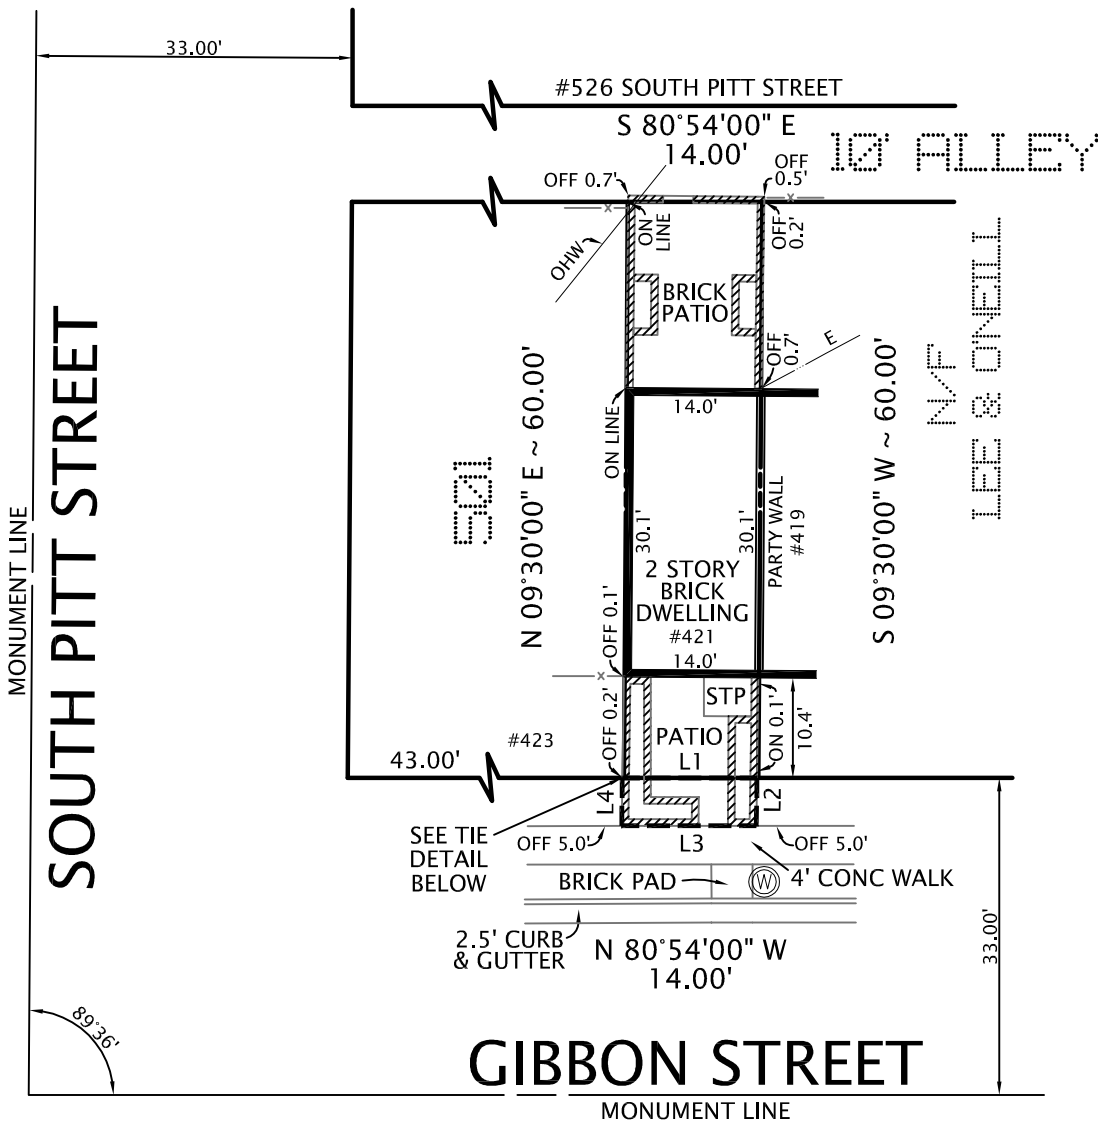 33.00'
#526 SOUTH PITT STREET
S 80°54'00" E
14.00'
10' ALLEY
OFF 0.7'
OFF
0.5'
ON
LINE
OFF
0.2'
OHW
BRICK
PATIO
OFF
0.7'
E
N/F
LEE & ONEILL
14.0'
ON LINE
N 09°30'00" E ~ 60.00'
S 09°30'00" W ~ 60.00'
501
30.1'
30.1'
PARTY WALL
#419
2 STORY
BRICK
DWELLING
#421
14.0'
SOUTH PITT STREET
MONUMENT LINE
OFF 0.1'
OFF 0.2'
STP
ON 0.1'
10.4'
PATIO
#423
43.00'
L1
L4
L2
L3
SEE TIE
DETAIL
BELOW
OFF 5.0'
OFF 5.0'
BRICK PAD
W
4' CONC WALK
2.5' CURB
& GUTTER
N 80°54'00" W
14.00'
33.00'
89°36'
GIBBON STREET
MONUMENT LINE